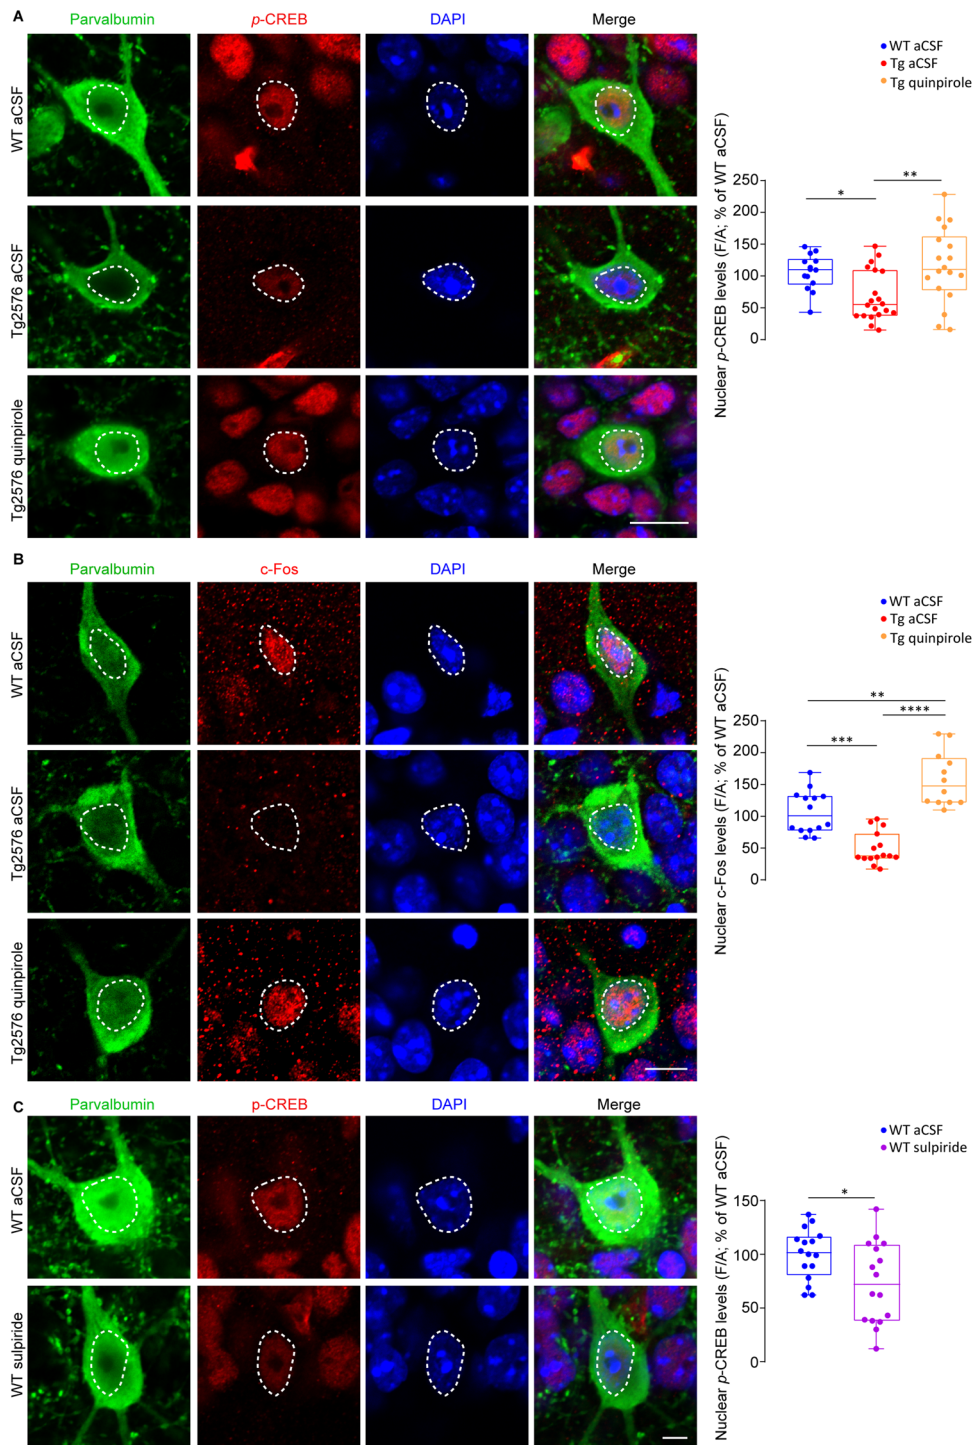 A
Parvalbumin p-CREB DAPI Merge
WT aCSF
Tg2576 aCSF
Tg2576 quinpirole
WT aCSF
Tg aCSF
Tg quinpirole
Nuclear p-CREB levels (F/A; % of WT aCSF)
250
200
150
100
50
0
* **
B
Parvalbumin c-Fos DAPI Merge
WT aCSF
Tg2576 aCSF
Tg2576 quinpirole
WT aCSF
Tg aCSF
Tg quinpirole
Nuclear c-Fos levels (F/A; % of WT aCSF)
250
200
150
100
50
0
**
****
***
C
Parvalbumin p-CREB DAPI Merge
WT aCSF
WT sulpiride
WT aCSF
WT sulpiride
Nuclear p-CREB levels (F/A; % of WT aCSF)
150
100
50
0
*